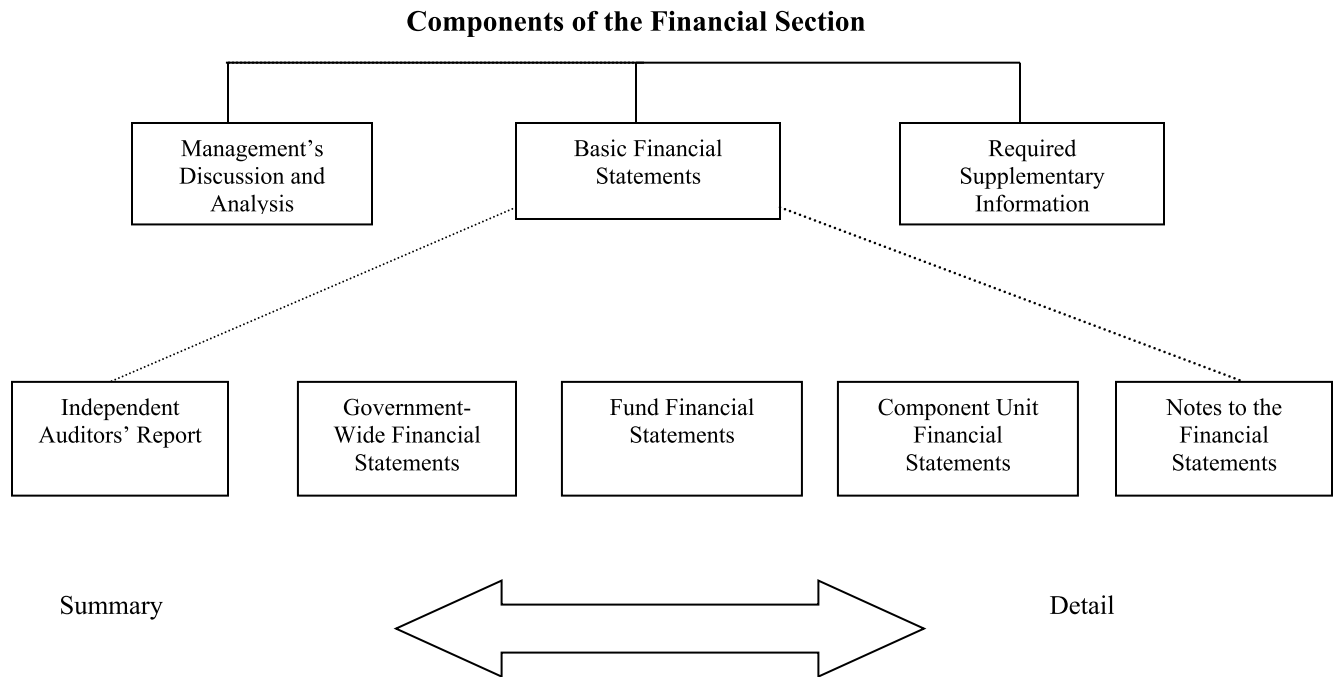 Components of the Financial Section
Management’s
Discussion and
Analysis
Basic Financial
Statements
Required
Supplementary
Information
Independent
Auditors’ Report
Government-
Wide Financial
Statements
Fund Financial
Statements
Component Unit
Financial
Statements
Notes to the
Financial
Statements
Summary
Detail